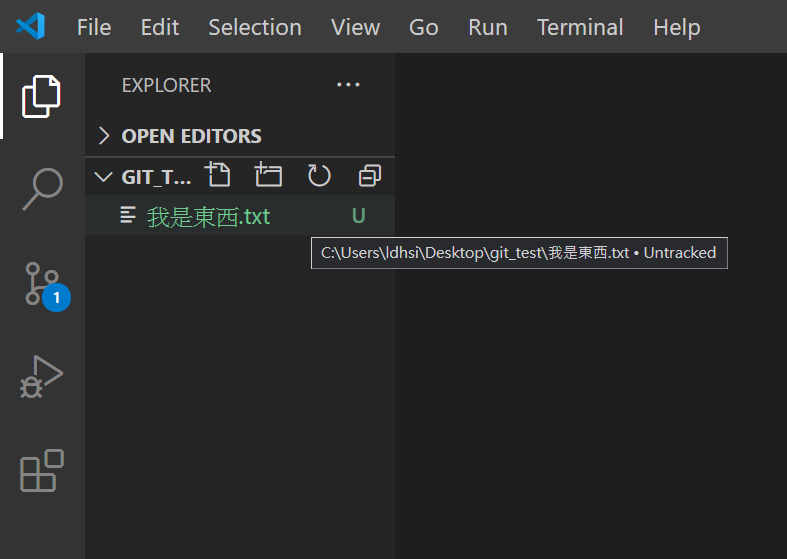 File Edit Selection View Go Run Terminal Help
EXPLORER ···
OPEN EDITORS
GIT_T...
我是東西.txt U
C:\Users\ldhsi\Desktop\git_test\我是東西.txt • Untracked
1